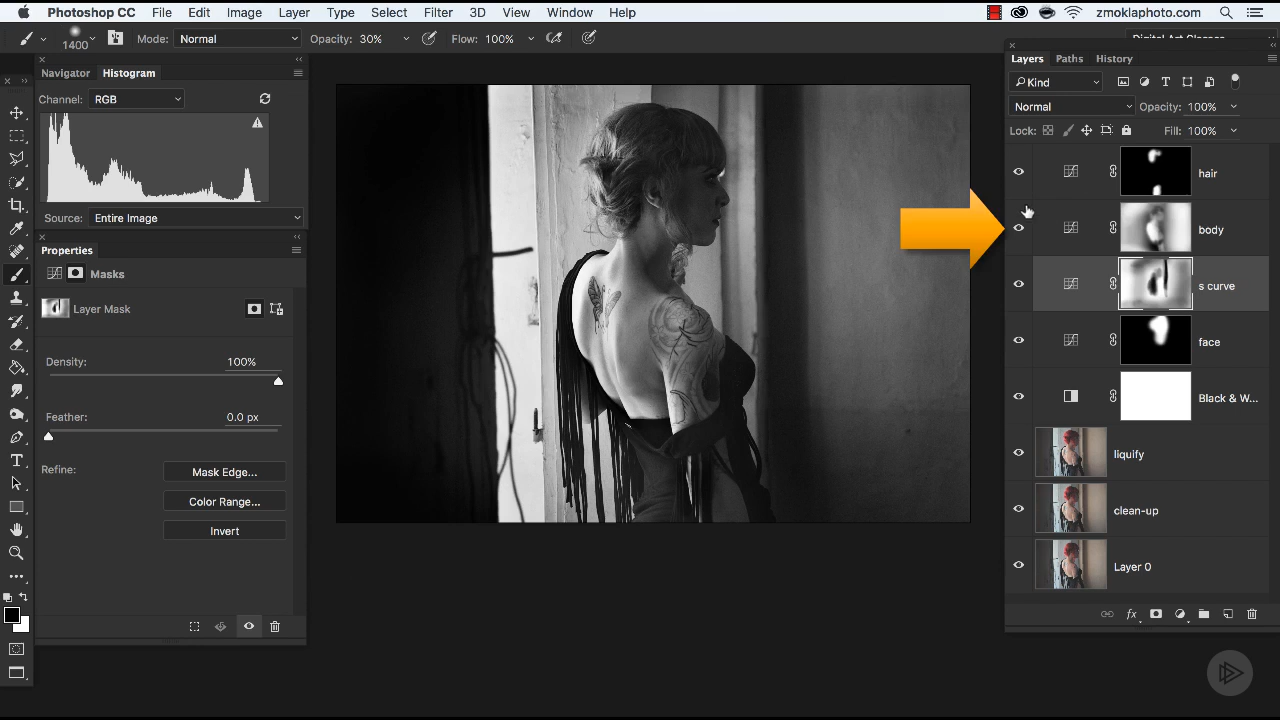 Photoshop CC File Edit Image Layer Type Select Filter 3D View Window Help zmoklaphoto.com
1400 Mode: Normal Opacity: 30% Flow: 100%
Navigator Histogram
Channel: RGB
Source: Entire Image
Properties
Masks
Layer Mask
Density: 100%
Feather: 0.0 px
Refine: Mask Edge...
Color Range...
Invert
Layers Paths History
Kind
Normal Opacity: 100%
Lock: Fill: 100%
hair
body
s curve
face
Black & W...
liquify
clean-up
Layer 0
fx